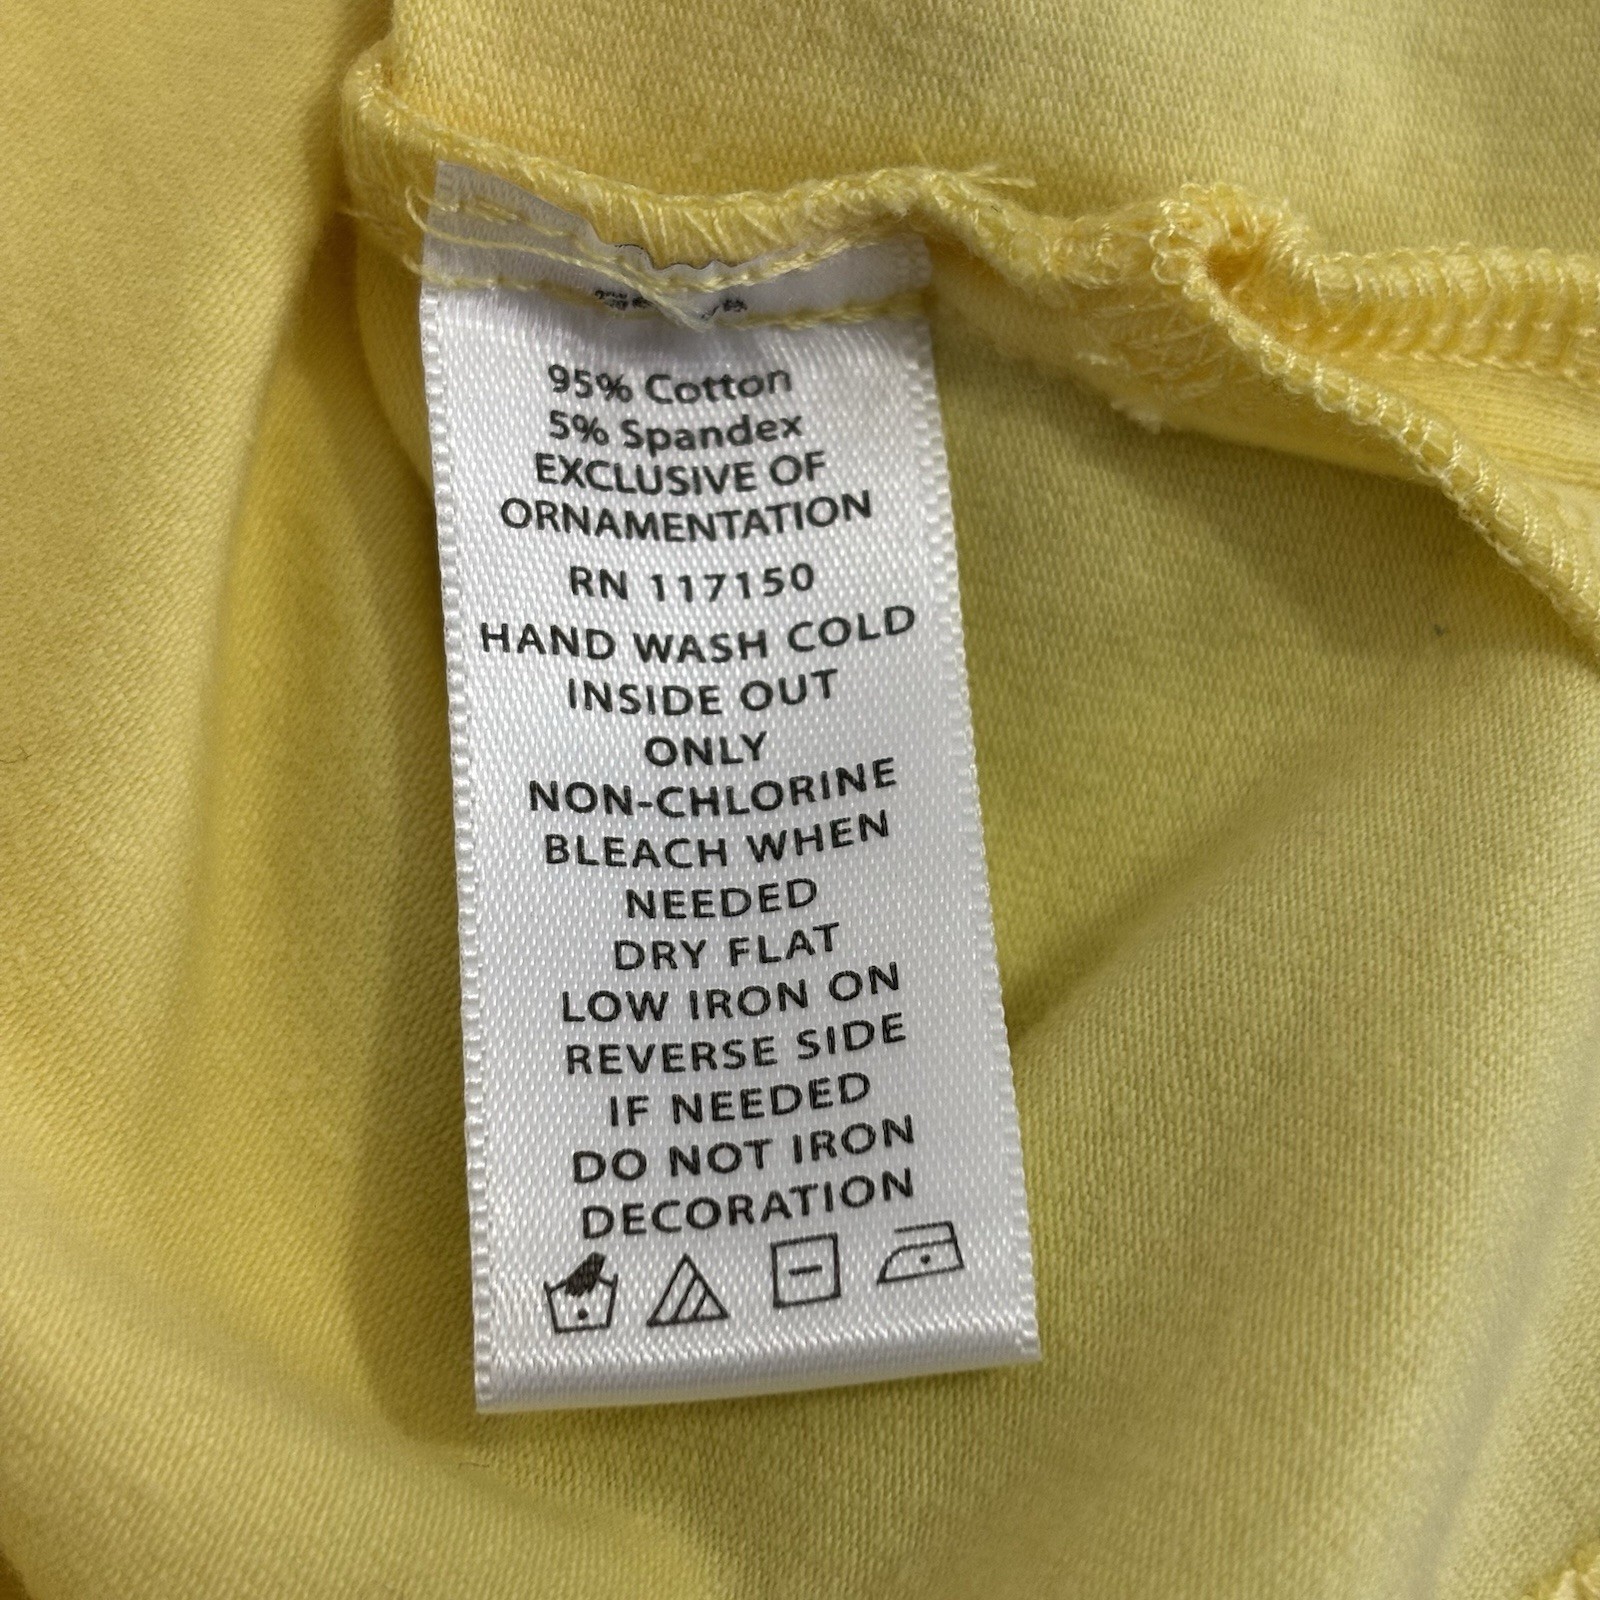 95% Cotton
5% Spandex
EXCLUSIVE OF
ORNAMENTATION
RN 117150
HAND WASH COLD
INSIDE OUT
ONLY
NON-CHLORINE
BLEACH WHEN
NEEDED
DRY FLAT
LOW IRON ON
REVERSE SIDE
IF NEEDED
DO NOT IRON
DECORATION